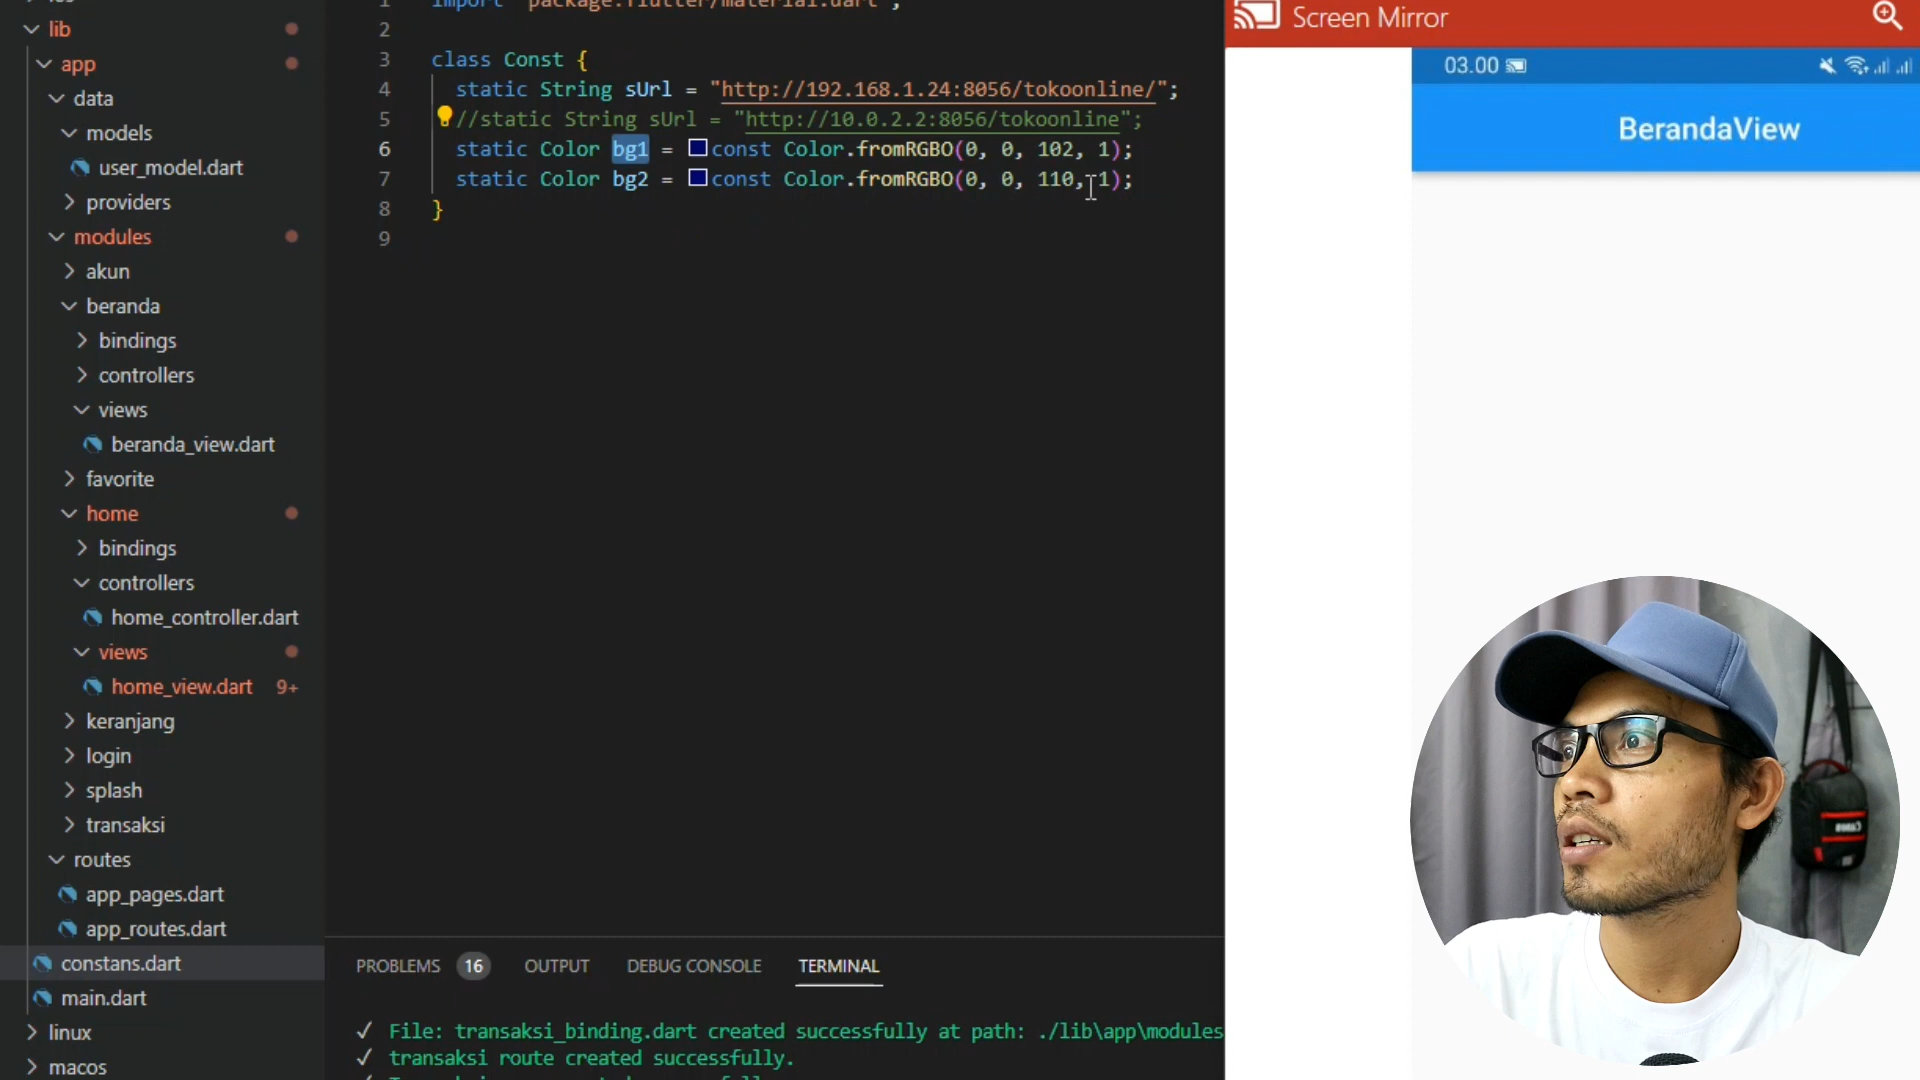 lib
app
data
models
user_model.dart
providers
modules
akun
beranda
bindings
controllers
views
beranda_view.dart
favorite
home
bindings
controllers
home_controller.dart
views
home_view.dart 9+
keranjang
login
splash
transaksi
routes
app_pages.dart
app_routes.dart
constans.dart
main.dart
linux
macos
1 import 'package:flutter/material.dart';
2
3 class Const {
4 static String sUrl = "http://192.168.1.24:8056/tokoonline/";
5 //static String sUrl = "http://10.0.2.2:8056/tokoonline";
6 static Color bg1 = const Color.fromRGBO(0, 0, 102, 1);
7 static Color bg2 = const Color.fromRGBO(0, 0, 110, 1);
8 }
9
PROBLEMS 16 OUTPUT DEBUG CONSOLE TERMINAL
✓ File: transaksi_binding.dart created successfully at path: ./lib\app\modules
✓ transaksi route created successfully.
Screen Mirror
03.00
BerandaView